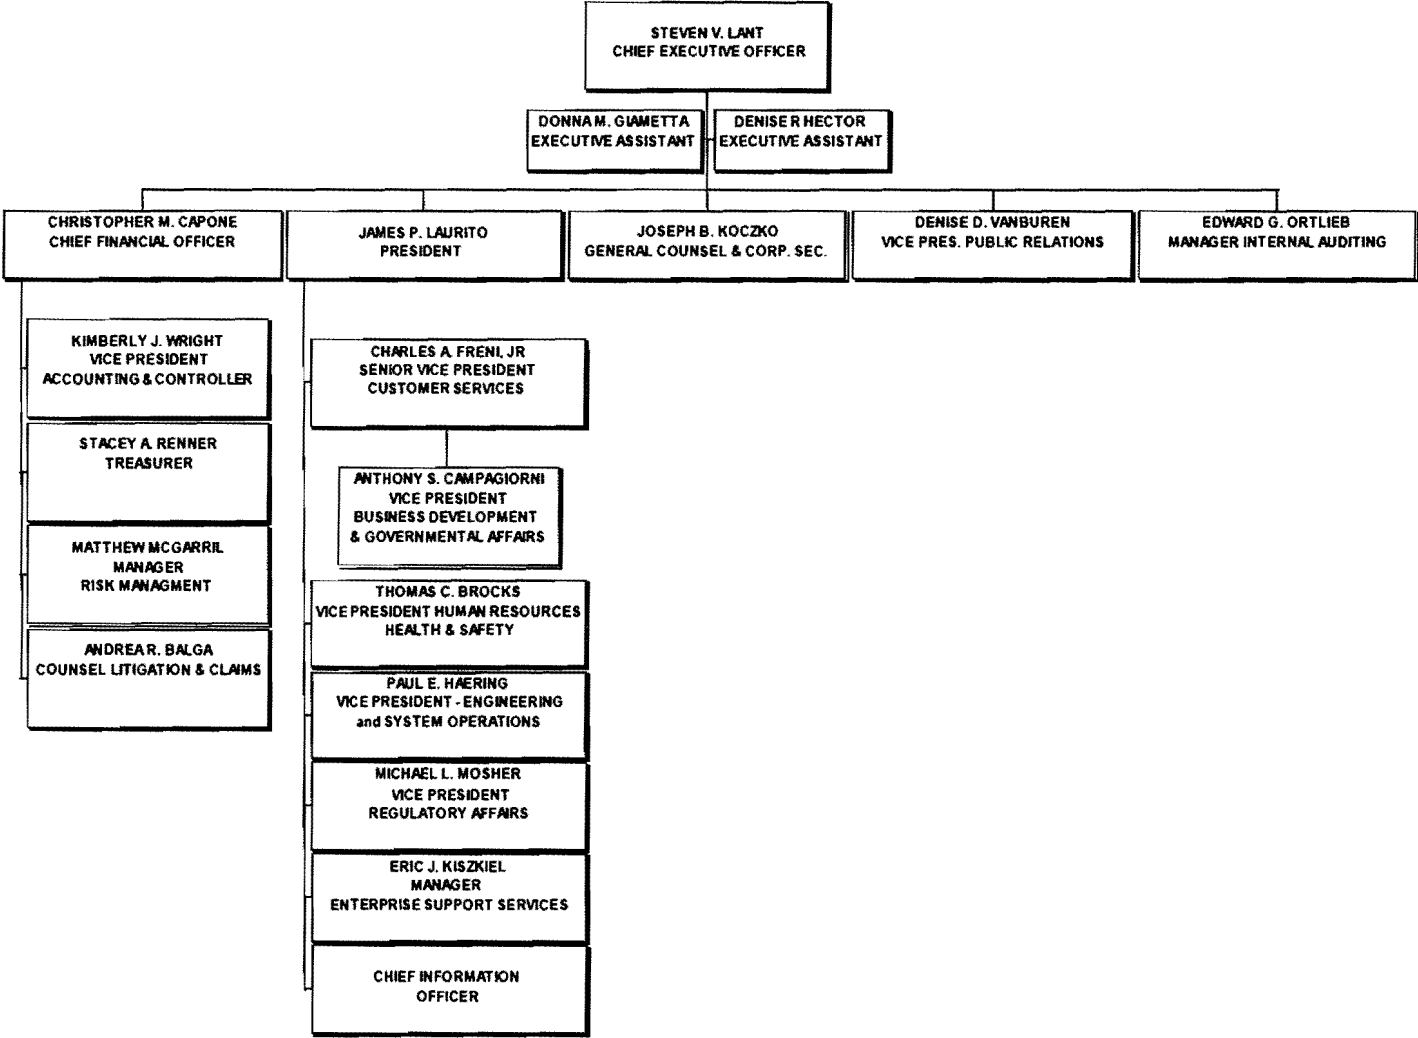 STEVEN V. LANT
CHIEF EXECUTIVE OFFICER
DONNA M. GIAMETTA
EXECUTIVE ASSISTANT
DENISE P HECTOR
EXECUTIVE ASSISTANT
CHRISTOPHER M. CAPONE
CHIEF FINANCIAL OFFICER
JAMES P. LAURITO
PRESIDENT
JOSEPH B. KOCZKO
GENERAL COUNSEL & CORP. SEC.
DENISE D. VANBUREN
VICE PRES. PUBLIC RELATIONS
EDWARD G. ORTLIEB
MANAGER INTERNAL AUDITING
KIMBERLY J. WRIGHT
VICE PRESIDENT
ACCOUNTING & CONTROLLER
STACEY A. RENNER
TREASURER
MATTHEW MCGARRIL
MANAGER
RISK MANAGMENT
ANDREA R. BALGA
COUNSEL LITIGATION & CLAIMS
CHARLES A. FRENI, JR
SENIOR VICE PRESIDENT
CUSTOMER SERVICES
ANTHONY S. CAMPAGIORNI
VICE PRESIDENT
BUSINESS DEVELOPMENT
& GOVERNMENTAL AFFAIRS
THOMAS C. BROCKS
VICE PRESIDENT HUMAN RESOURCES
HEALTH & SAFETY
PAUL E. HAERING
VICE PRESIDENT - ENGINEERING
and SYSTEM OPERATIONS
MICHAEL L. MOSHER
VICE PRESIDENT
REGULATORY AFFAIRS
ERIC J. KISZKIEL
MANAGER
ENTERPRISE SUPPORT SERVICES
CHIEF INFORMATION
OFFICER